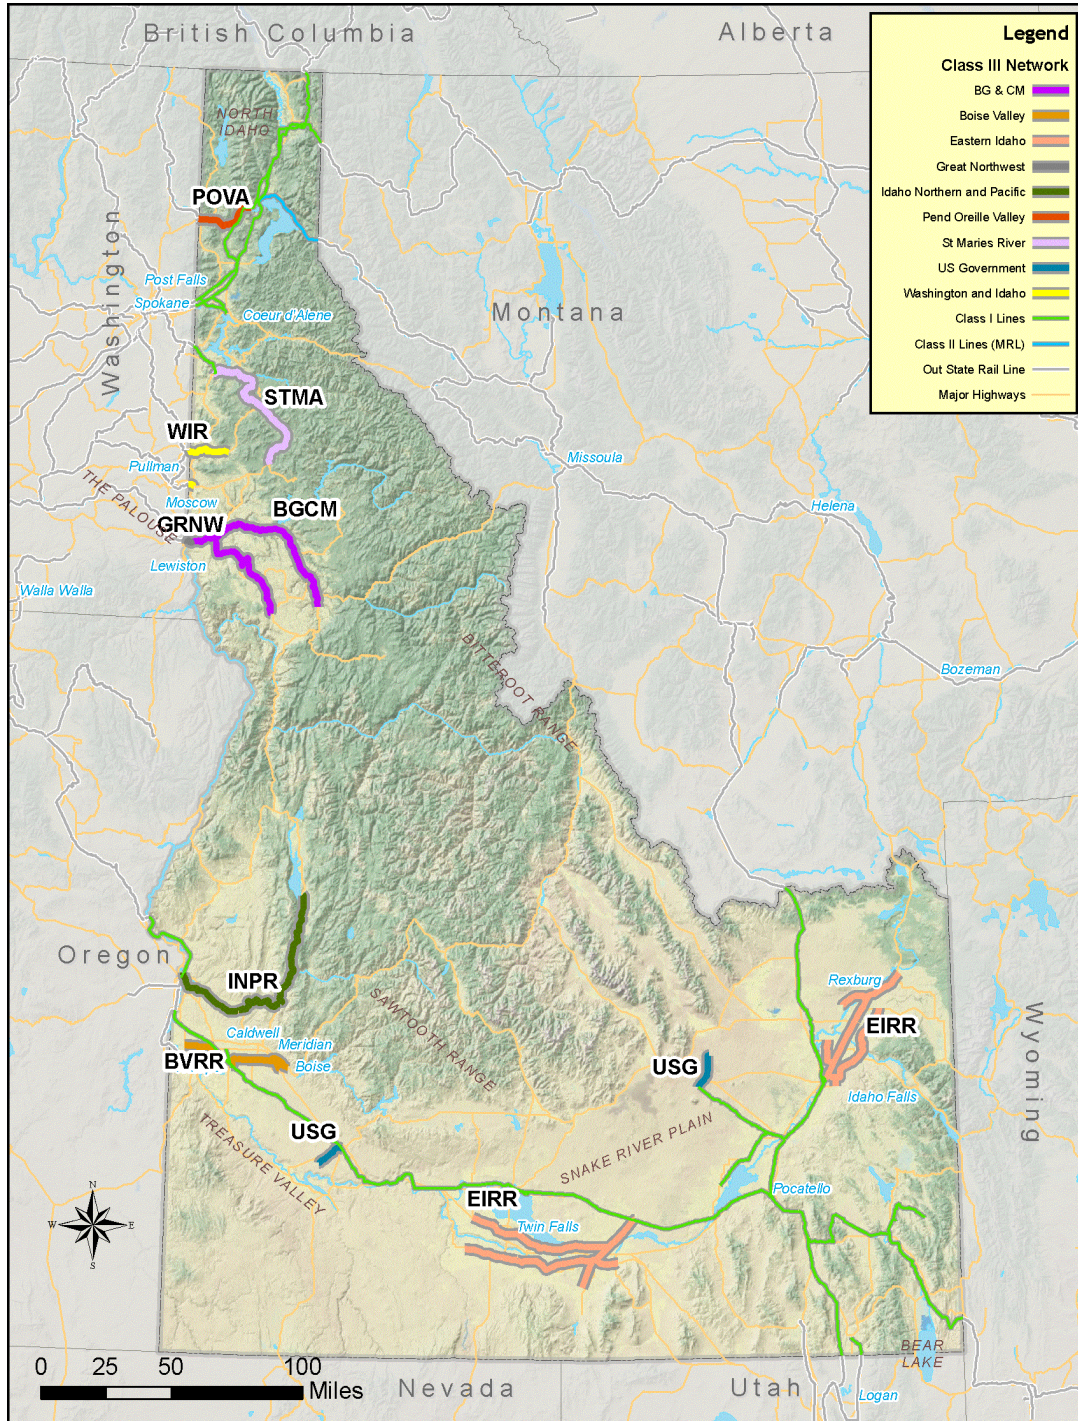 British Columbia
Alberta
Legend
Class III Network
BG & CM
Boise Valley
Eastern Idaho
Great Northwest
Idaho Northern and Pacific
Pend Oreille Valley
St Maries River
US Government
Washington and Idaho
Class I Lines
Class II Lines (MRL)
Out State Rail Line
Major Highways
NORTH
IDAHO
POVA
Washington
Post Falls
Spokane
Coeur d'Alene
Montana
STMA
WIR
Pullman
Missoula
THE PALOUSE
Moscow
BGCM
GRNW
Helena
Lewiston
Walla Walla
BITTEROOT RANGE
Bozeman
Oregon
INPR
Rexburg
SAWTOOTH RANGE
EIRR
Wyoming
Caldwell
Meridian
BVRR
Boise
USG
Idaho Falls
USG
TREASURE VALLEY
SNAKE RIVER PLAIN
EIRR
Pocatello
Twin Falls
N
W
E
S
BEAR
LAKE
0 25 50 100
Miles
Nevada
Utah
Logan